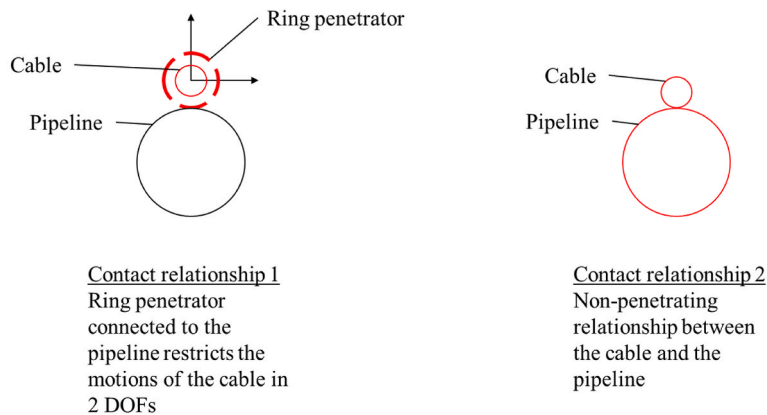 Ring penetrator
Cable
Pipeline
Contact relationship 1
Ring penetrator
connected to the
pipeline restricts the
motions of the cable in
2 DOFs
Cable
Pipeline
Contact relationship 2
Non-penetrating
relationship between
the cable and the
pipeline